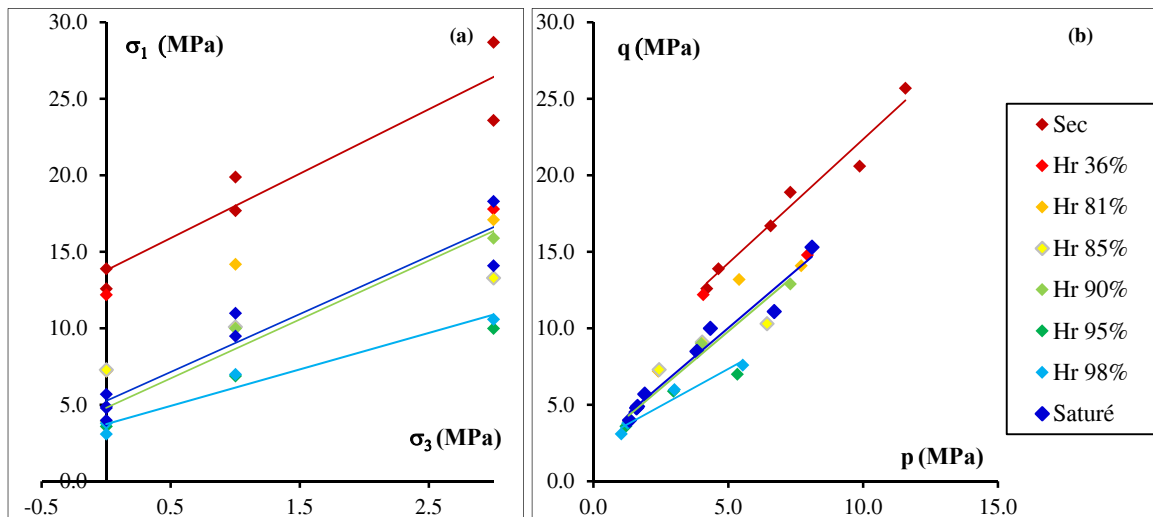 30.0
σ1 (MPa)
(a)
25.0
20.0
15.0
10.0
5.0
σ3 (MPa)
0.0
-0.5
0.5
1.5
2.5
30.0
q (MPa)
(b)
25.0
20.0
15.0
10.0
5.0
p (MPa)
0.0
0.0
5.0
10.0
15.0
Sec
Hr 36%
Hr 81%
Hr 85%
Hr 90%
Hr 95%
Hr 98%
Saturé